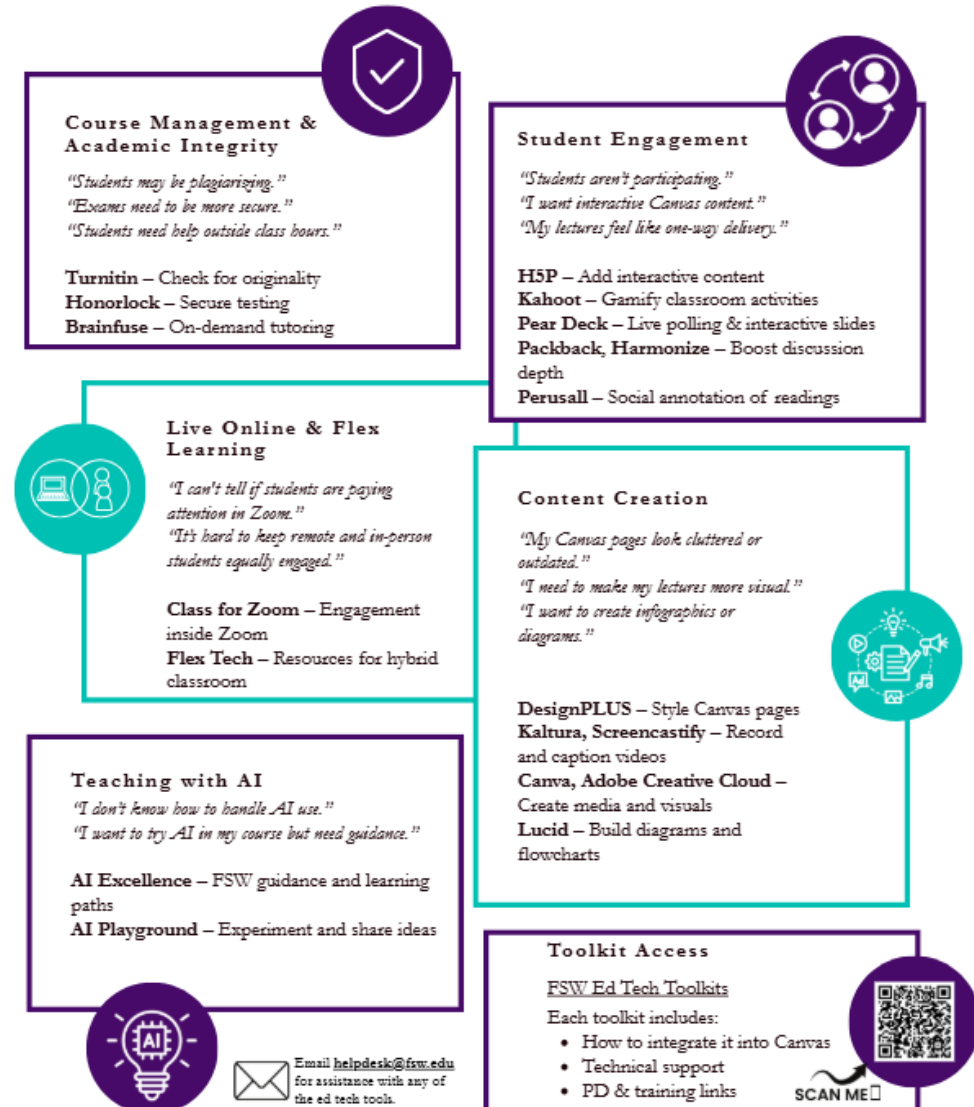 Course Management &
Academic Integrity
“Students may be plagiarizing.”
“Exams need to be more secure.”
“Students need help outside class hours.”
Turnitin – Check for originality
Honorlock – Secure testing
Brainfuse – On-demand tutoring
Student Engagement
“Students aren't participating.”
“I want interactive Canvas content.”
“My lectures feel like one-way delivery.”
H5P – Add interactive content
Kahoot – Gamify classroom activities
Pear Deck – Live polling & interactive slides
Packback, Harmonize – Boost discussion
depth
Perusall – Social annotation of readings
Live Online & Flex
Learning
“I can't tell if students are paying
attention in Zoom.”
“It's hard to keep remote and in-person
students equally engaged.”
Class for Zoom – Engagement
inside Zoom
Flex Tech – Resources for hybrid
classroom
Content Creation
“My Canvas pages look cluttered or
outdated.”
“I need to make my lectures more visual.”
“I want to create infographics or
diagrams.”
DesignPLUS – Style Canvas pages
Kaltura, Screencastify – Record
and caption videos
Canva, Adobe Creative Cloud –
Create media and visuals
Lucid – Build diagrams and
flowcharts
Ad
Teaching with AI
“I don't know how to handle AI use.”
“I want to try AI in my course but need guidance.”
AI Excellence – FSW guidance and learning
paths
AI Playground – Experiment and share ideas
AI
Email helpdesk@fsw.edu
for assistance with any of
the ed tech tools.
Toolkit Access
FSW Ed Tech Toolkits
Each toolkit includes:
• How to integrate it into Canvas
• Technical support
• PD & training links
SCAN ME